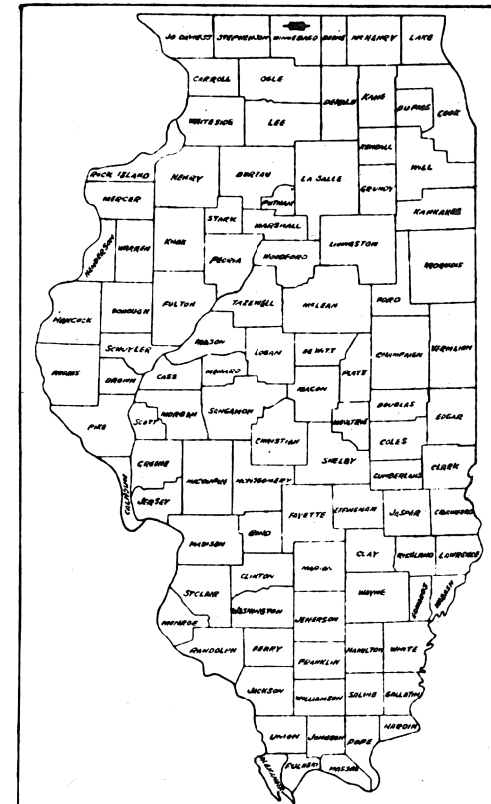 JO DAVIESS STEPHENSON WINNEBAGO BOONE McHENRY LAKE
CARROLL OGLE DEKALB KANE DU PAGE COOK
WHITESIDE LEE KENDALL WILL
ROCK ISLAND HENRY BUREAU LA SALLE GRUNDY
MERCER PUTNAM KANKAKEE
STARK MARSHALL
HENDERSON WARREN KNOX PEORIA WOODFORD LIVINGSTON IROQUOIS
HANCOCK FULTON TAZEWELL McLEAN FORD
SCHUYLER MASON LOGAN DE WITT CHAMPAIGN VERMILION
ADAMS BROWN CASS MENARD MACON PIATT
PIKE SCOTT MORGAN SANGAMON MOULTRIE DOUGLAS EDGAR
CHRISTIAN COLES
SHELBY
GREENE CUMBERLAND CLARK
CALHOUN JERSEY MACOUPIN MONTGOMERY
FAYETTE EFFINGHAM JASPER CRAWFORD
MADISON BOND
CLAY RICHLAND LAWRENCE
CLINTON MARION
ST CLAIR WAYNE EDWARDS WABASH
WASHINGTON
MONROE JEFFERSON
RANDOLPH PERRY HAMILTON WHITE
FRANKLIN
JACKSON WILLIAMSON SALINE GALLATIN
HARDIN
UNION JOHNSON POPE
ALEXANDER PULASKI MASSAC